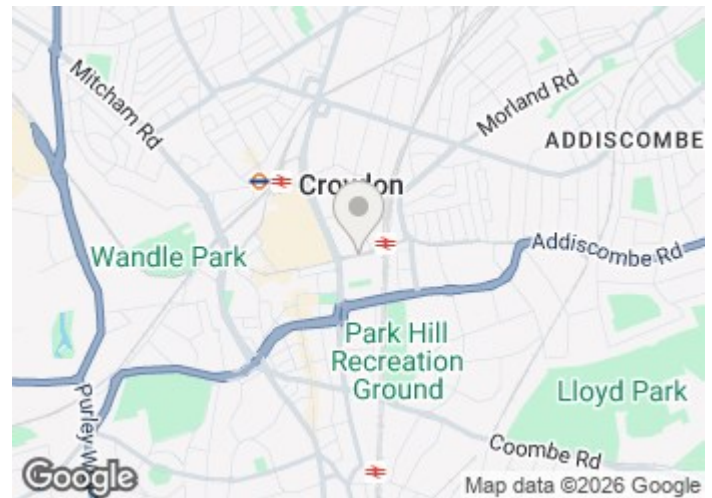 Mitcham Rd
Morland Rd
ADDISCOMBE
Croydon
Addiscombe Rd
Wandle Park
Park Hill
Recreation
Ground
Lloyd Park
Purley W
Coombe Rd
Google
Map data ©2026 Google